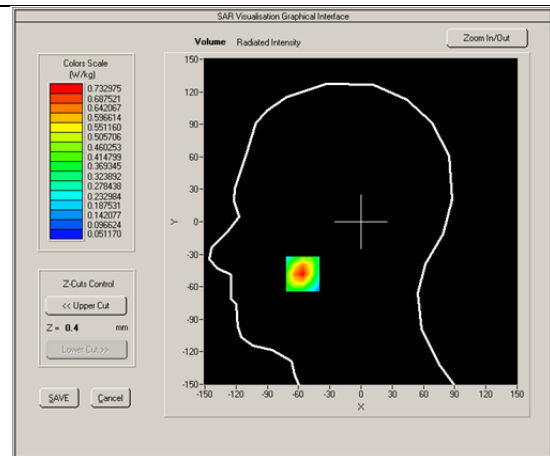 SAR Visualisation Graphical Interface
Volume Radiated Intensity
Zoom In/Out
Colors Scale
(W/kg)
0.732975
0.687521
0.642067
0.596614
0.551160
0.505706
0.460253
0.414799
0.369345
0.323892
0.278438
0.232984
0.187531
0.142077
0.096624
0.051170
Z-Cuts Control
<< Upper Cut
Z = 0.4 mm
Lower Cut >>
SAVE Cancel
150-
120-
90-
60-
30-
Y 0-
-30-
-60-
-90-
-120-
-150-
-150 -120 -90 -60 -30 0 30 60 90 120 150
X